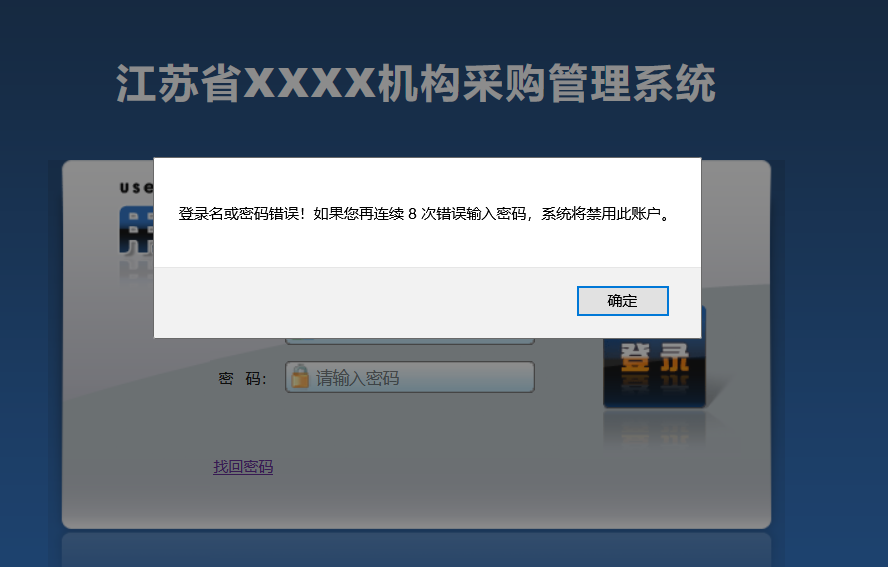 江苏省XXXX机构采购管理系统
use
登录名或密码错误！如果您再连续 8 次错误输入密码，系统将禁用此账户。
确定
登录
密 码：
请输入密码
找回密码